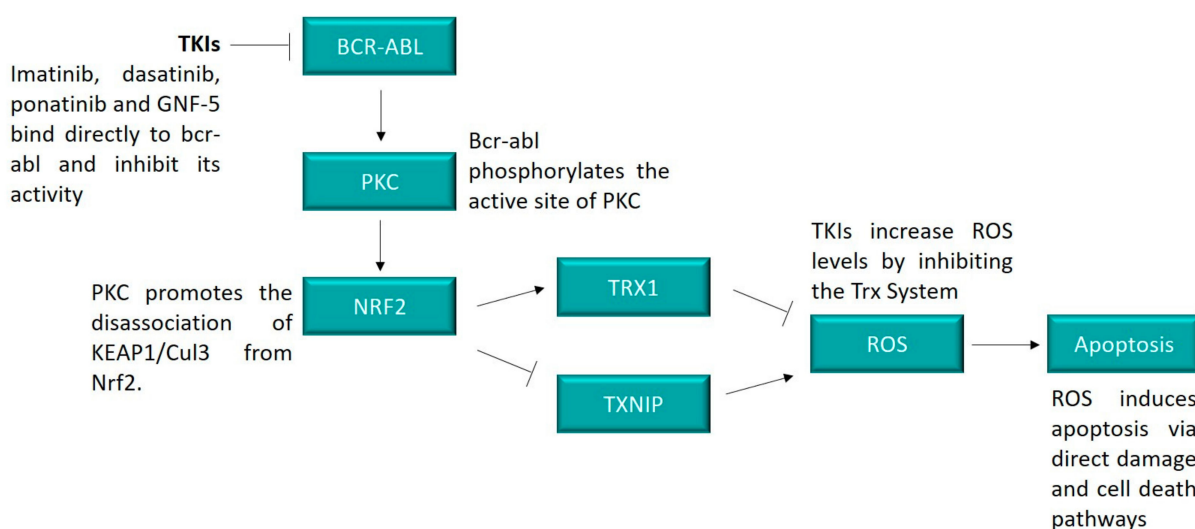 TKIs
Imatinib, dasatinib,
ponatinib and GNF-5
bind directly to bcr-
abl and inhibit its
activity
BCR-ABL
PKC
Bcr-abl
phosphorylates the
active site of PKC
PKC promotes the
disassociation of
KEAP1/Cul3 from
Nrf2.
NRF2
TRX1
TXNIP
TKIs increase ROS
levels by inhibiting
the Trx System
ROS
Apoptosis
ROS induces
apoptosis via
direct damage
and cell death
pathways